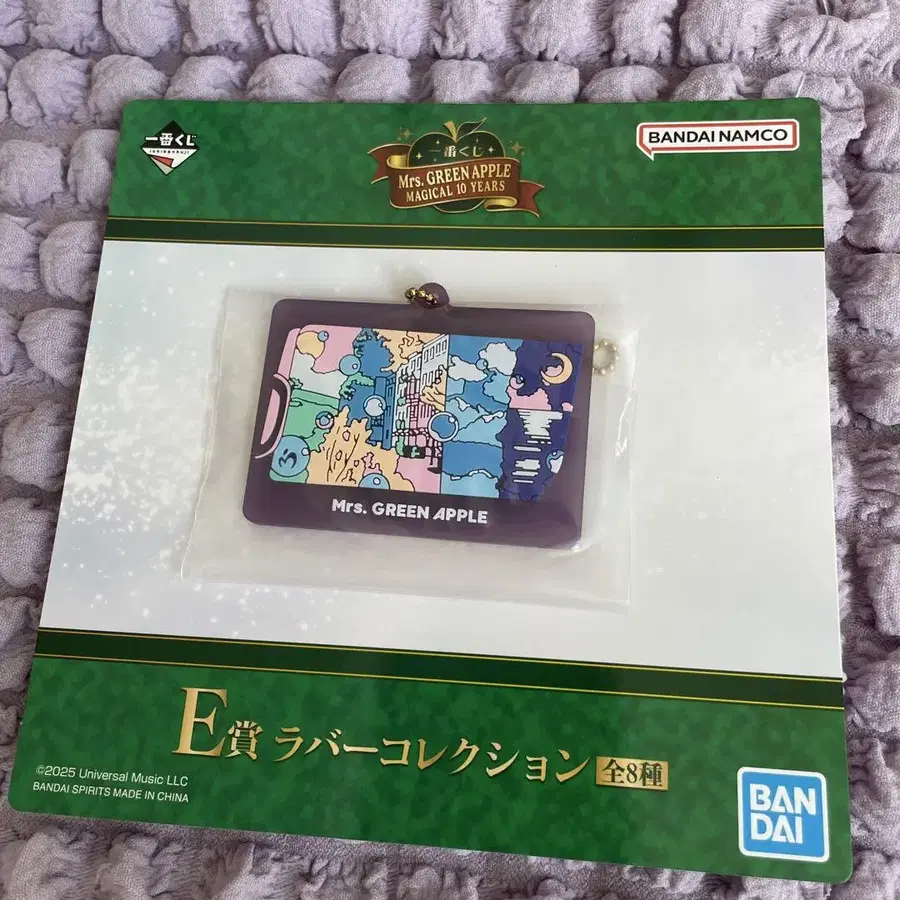 一番くじ
ichibankuji
一番くじ
Mrs. GREEN APPLE
MAGICAL 10 YEARS
BANDAI NAMCO
Mrs. GREEN APPLE
E賞 ラバーコレクション 全8種
©2025 Universal Music LLC
BANDAI SPIRITS MADE IN CHINA
BAN
DAI